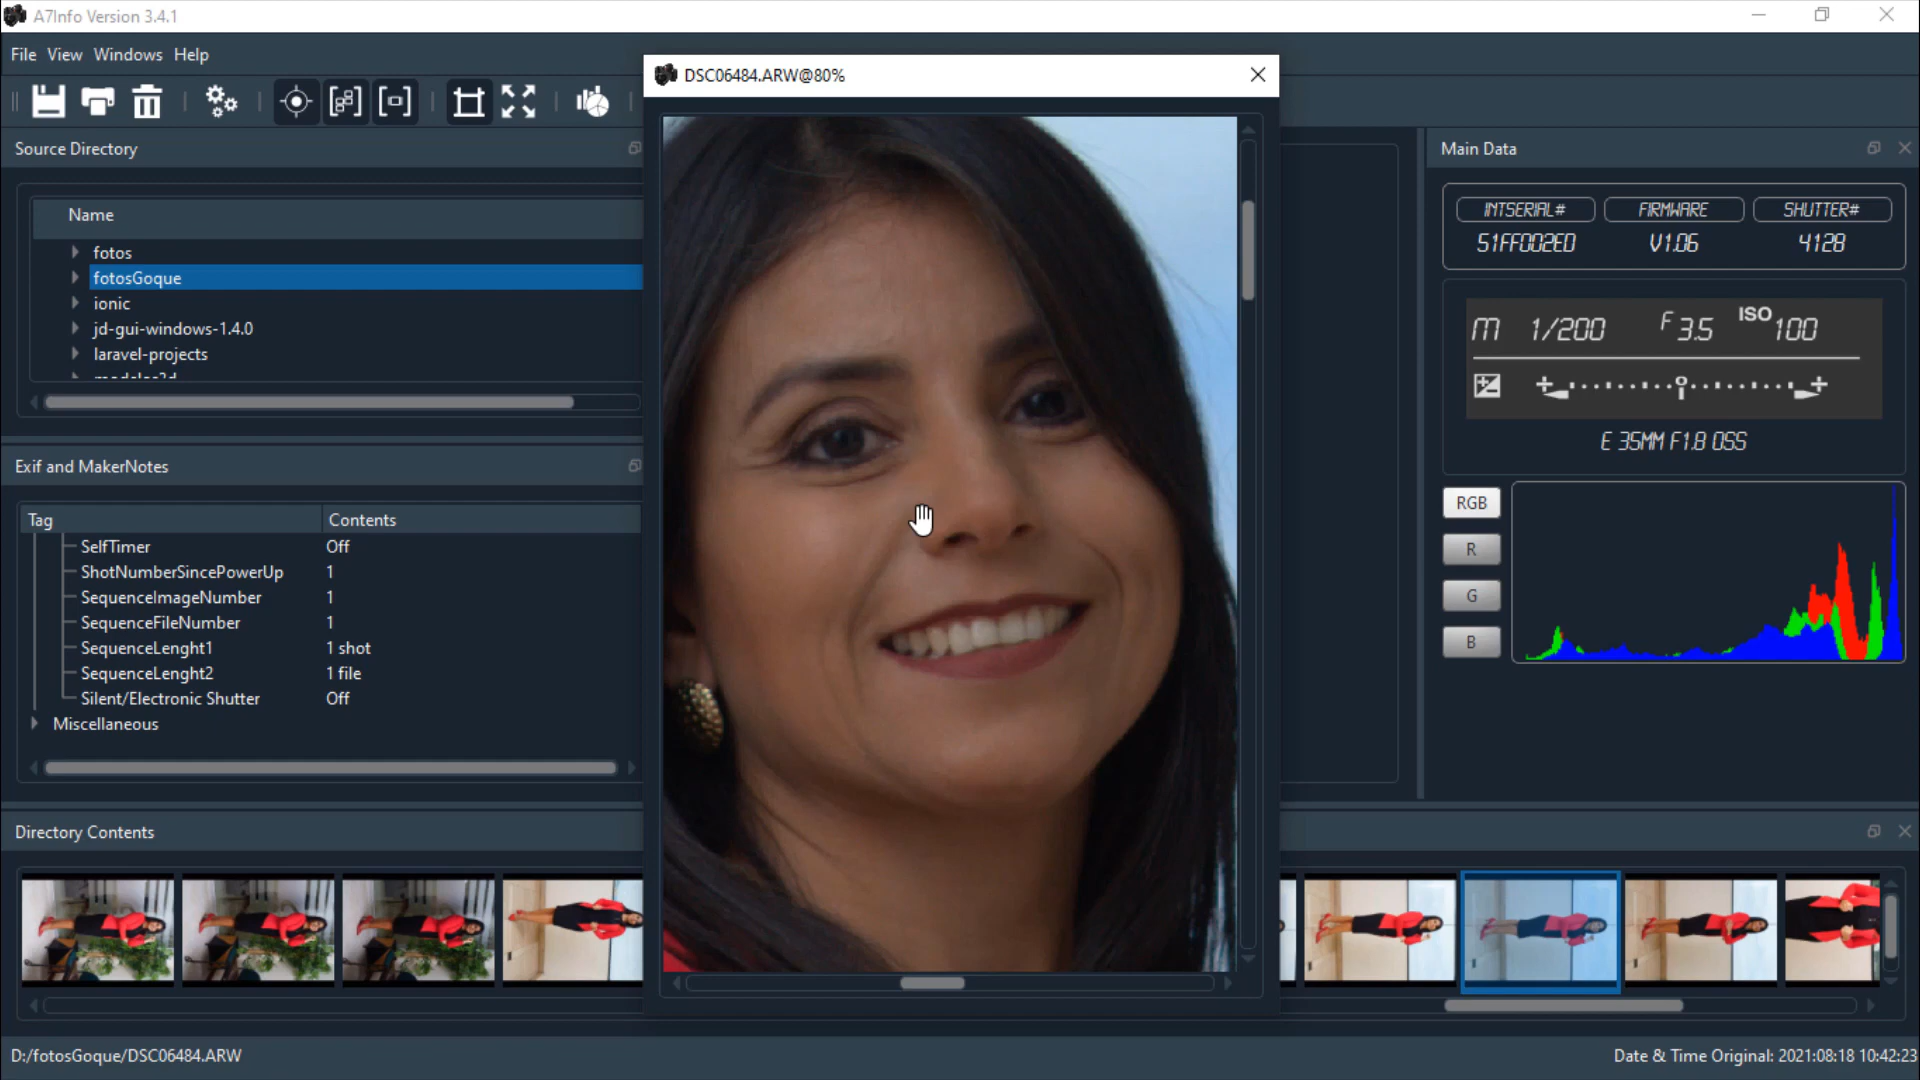 A7Info Version 3.4.1
File View Windows Help
DSC06484.ARW@80%
Source Directory
Name
fotos
fotosGoque
ionic
jd-gui-windows-1.4.0
laravel-projects
Exif and MakerNotes
Tag Contents
SelfTimer Off
ShotNumberSincePowerUp 1
SequenceImageNumber 1
SequenceFileNumber 1
SequenceLenght1 1 shot
SequenceLenght2 1 file
Silent/Electronic Shutter Off
Miscellaneous
Main Data
INTSERIAL# FIRMWARE SHUTTER#
51FF002E0 V1.06 4128
M 1/200 F 3.5 ISO 100
E 35MM F1.8 OSS
RGB
R
G
B
Directory Contents
D:/fotosGoque/DSC06484.ARW
Date & Time Original: 2021:08:18 10:42:23